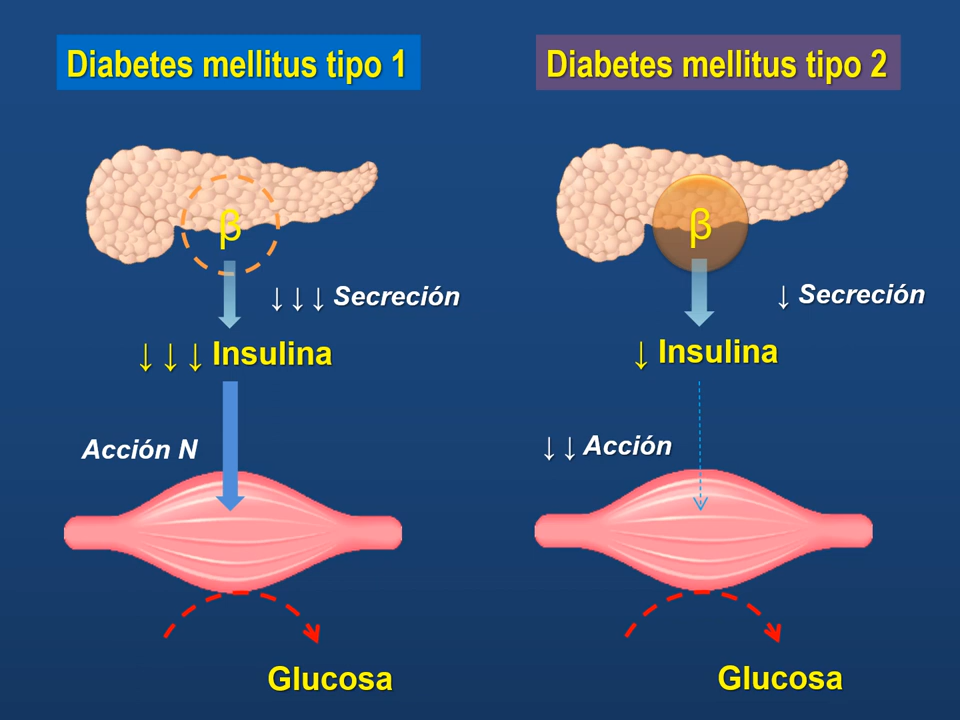 Diabetes mellitus tipo 1
β
↓ ↓ ↓ Secreción
↓ ↓ ↓ Insulina
Acción N
Glucosa
Diabetes mellitus tipo 2
β
↓ Secreción
↓ Insulina
↓ ↓ Acción
Glucosa